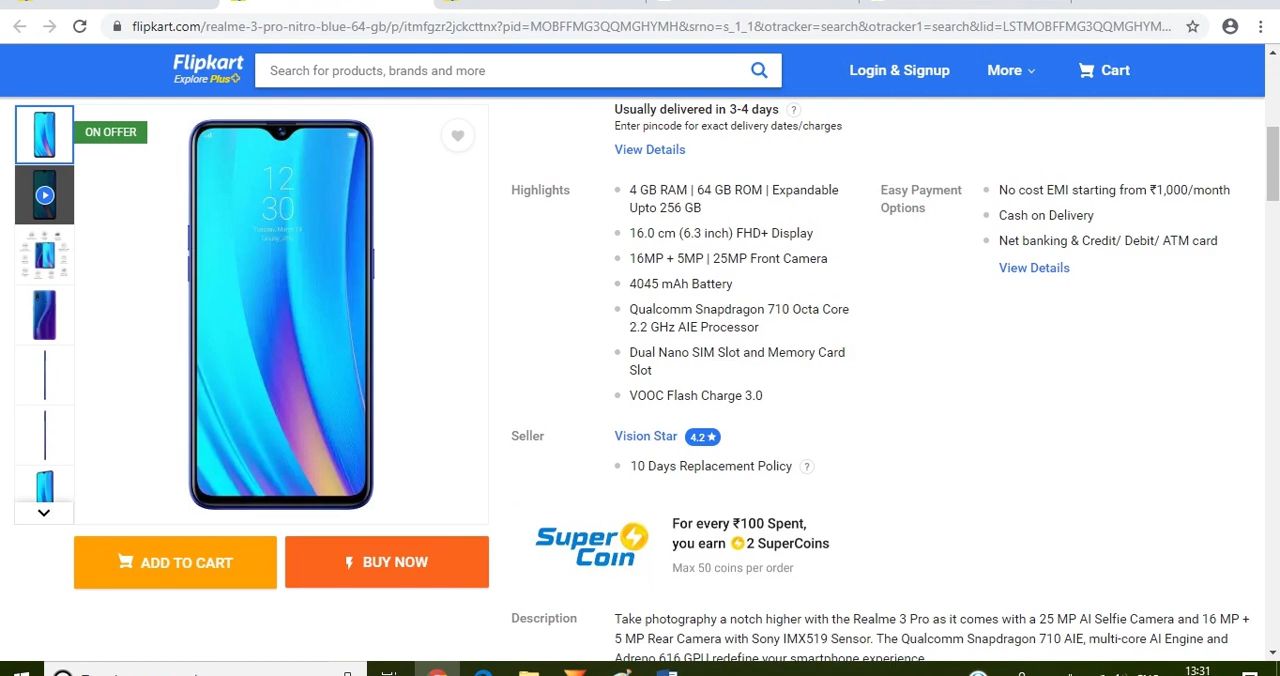 flipkart.com/realme-3-pro-nitro-blue-64-gb/p/itmfgzr2jckcttnx?pid=MOBFFMG3QQMGHYMH&srno=s_1_1&otracker=search&otracker1=search&lid=LSTMOBFFMG3QQMGHYM...
Flipkart
Explore Plus
Search for products, brands and more
Login & Signup
More
Cart
ON OFFER
12
30
Usually delivered in 3-4 days ?
Enter pincode for exact delivery dates/charges
View Details
Highlights
4 GB RAM | 64 GB ROM | Expandable
Upto 256 GB
16.0 cm (6.3 inch) FHD+ Display
16MP + 5MP | 25MP Front Camera
4045 mAh Battery
Qualcomm Snapdragon 710 Octa Core
2.2 GHz AIE Processor
Dual Nano SIM Slot and Memory Card
Slot
VOOC Flash Charge 3.0
Easy Payment
Options
No cost EMI starting from ₹1,000/month
Cash on Delivery
Net banking & Credit/ Debit/ ATM card
View Details
Seller
Vision Star 4.2★
10 Days Replacement Policy ?
Super
Coin
For every ₹100 Spent,
you earn 2 SuperCoins
Max 50 coins per order
ADD TO CART
BUY NOW
Description
Take photography a notch higher with the Realme 3 Pro as it comes with a 25 MP AI Selfie Camera and 16 MP +
5 MP Rear Camera with Sony IMX519 Sensor. The Qualcomm Snapdragon 710 AIE, multi-core AI Engine and
Adreno 616 GPU redefine your smartphone experience.
13:31